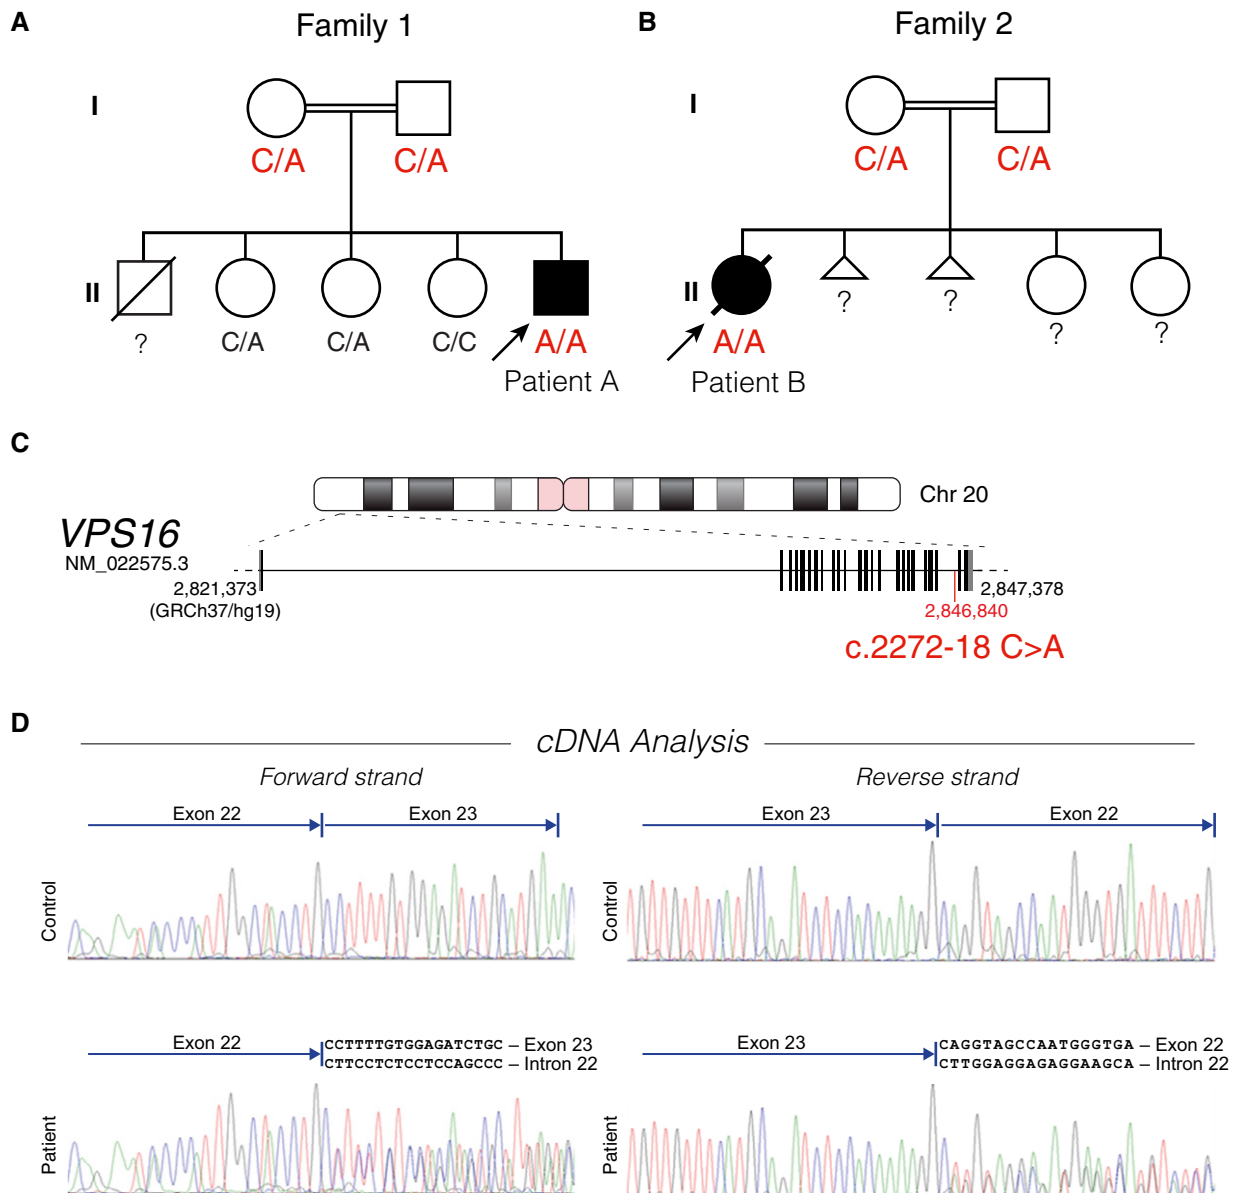 A
Family 1
B
Family 2
I
I
C/A
C/A
C/A
C/A
II
II
?
C/A
C/A
C/C
A/A
A/A
?
?
?
?
Patient A
Patient B
C
Chr 20
VPS16
NM_022575.3
2,821,373
(GRCh37/hg19)
2,847,378
2,846,840
c.2272-18 C>A
D
cDNA Analysis
Forward strand
Reverse strand
Exon 22
Exon 23
Exon 23
Exon 22
Control
Control
Exon 22
CCTTTTGTGGAGATCTGC – Exon 23
CTTCCTCTCCTCCAGCCC – Intron 22
Exon 23
CAGGTAGCCAATGGGTGA – Exon 22
CTTGGAGGAGAGGAAGCA – Intron 22
Patient
Patient